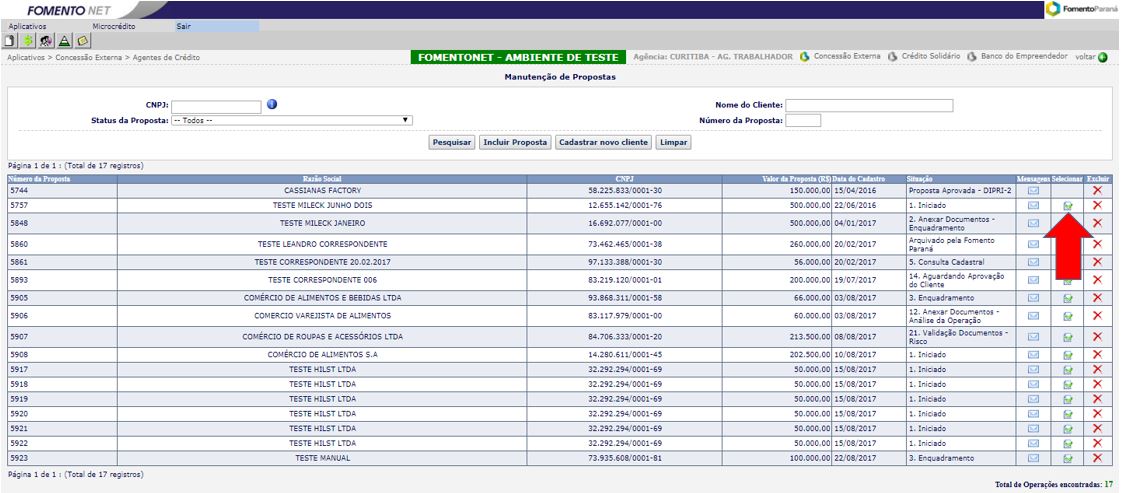 FOMENTO NET FomentoParaná
Aplicativos Microcrédito Sair
Aplicativos > Concessão Externa > Agentes de Crédito FOMENTONET - AMBIENTE DE TESTE Agência: CURITIBA - AG. TRABALHADOR Concessão Externa Crédito Solidário Banco do Empreendedor voltar
Manutenção de Propostas
CNPJ: Nome do Cliente:
Status da Proposta: -- Todos -- Número da Proposta:
Pesquisar Incluir Proposta Cadastrar novo cliente Limpar
Página 1 de 1 : (Total de 17 registros)
Número da Proposta Razão Social CNPJ Valor da Proposta (R$) Data do Cadastro Situação Mensagens Selecionar Excluir
5744 CASSIANAS FACTORY 58.225.833/0001-30 150.000,00 15/04/2016 Proposta Aprovada - DIPRI-2
5757 TESTE MILECK JUNHO DOIS 12.655.142/0001-76 500.000,00 22/06/2016 1. Iniciado
5848 TESTE MILECK JANEIRO 16.692.077/0001-00 500.000,00 04/01/2017 2. Anexar Documentos -
Enquadramento
5860 TESTE LEANDRO CORRESPONDENTE 73.462.465/0001-38 260.000,00 20/02/2017 Arquivado pela Fomento
Paraná
5861 TESTE CORRESPONDENTE 20.02.2017 97.133.388/0001-30 56.000,00 20/02/2017 5. Consulta Cadastral
5893 TESTE CORRESPONDENTE 006 83.219.120/0001-01 200.000,00 19/07/2017 14. Aguardando Aprovação
do Cliente
5905 COMÉRCIO DE ALIMENTOS E BEBIDAS LTDA 93.868.311/0001-58 66.000,00 03/08/2017 3. Enquadramento
5906 COMERCIO VAREJISTA DE ALIMENTOS 83.117.979/0001-00 60.000,00 03/08/2017 12. Anexar Documentos -
Análise da Operação
5907 COMÉRCIO DE ROUPAS E ACESSÓRIOS LTDA 84.706.333/0001-20 213.500,00 08/08/2017 21. Validação Documentos -
Risco
5908 COMÉRCIO DE ALIMENTOS S.A 14.280.611/0001-45 202.500,00 10/08/2017 1. Iniciado
5917 TESTE HILST LTDA 32.292.294/0001-69 50.000,00 15/08/2017 1. Iniciado
5918 TESTE HILST LTDA 32.292.294/0001-69 50.000,00 15/08/2017 1. Iniciado
5919 TESTE HILST LTDA 32.292.294/0001-69 50.000,00 15/08/2017 1. Iniciado
5920 TESTE HILST LTDA 32.292.294/0001-69 50.000,00 15/08/2017 1. Iniciado
5921 TESTE HILST LTDA 32.292.294/0001-69 50.000,00 15/08/2017 1. Iniciado
5922 TESTE HILST LTDA 32.292.294/0001-69 50.000,00 15/08/2017 1. Iniciado
5923 TESTE MANUAL 73.935.608/0001-81 100.000,00 22/08/2017 3. Enquadramento
Página 1 de 1 : (Total de 17 registros)
Total de Operações encontradas: 17